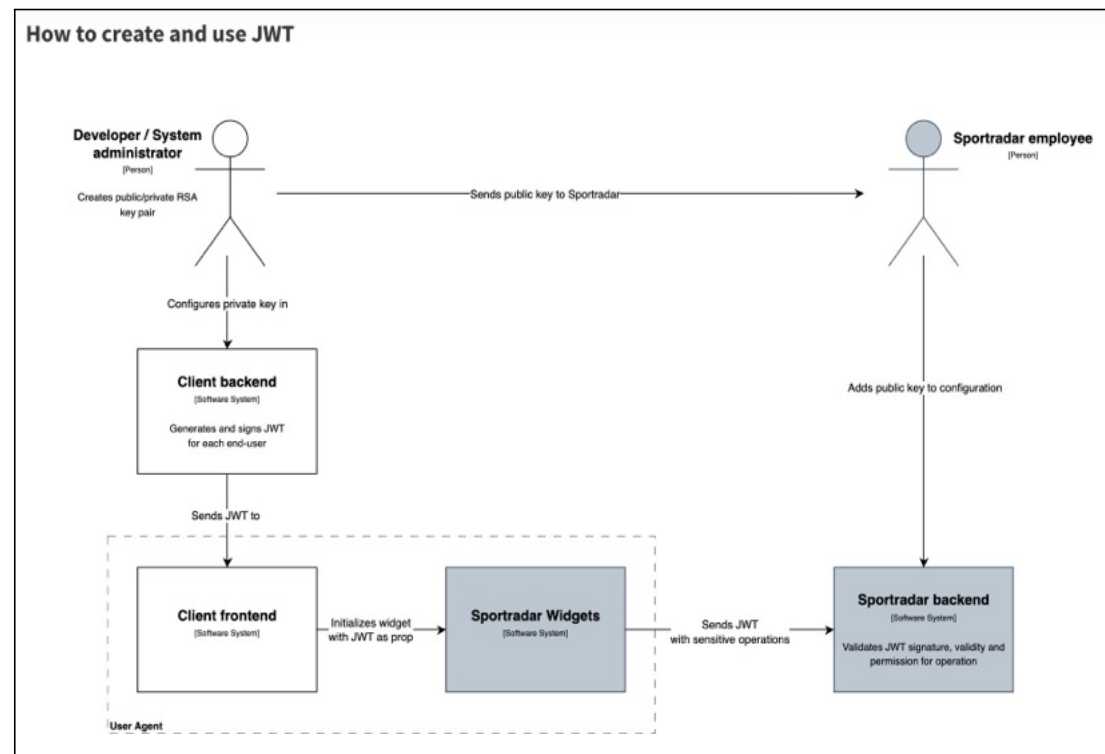 How to create and use JWT
Developer / System
administrator
[Person]
Creates public/private RSA
key pair
Sends public key to Sportradar
Sportradar employee
[Person]
Configures private key in
Client backend
[Software System]
Generates and signs JWT
for each end-user
Adds public key to configuration
Sends JWT to
Client frontend
[Software System]
Initializes widget
with JWT as prop
Sportradar Widgets
[Software System]
Sends JWT
with sensitive operations
Sportradar backend
[Software System]
Validates JWT signature, validity and
permission for operation
User Agent